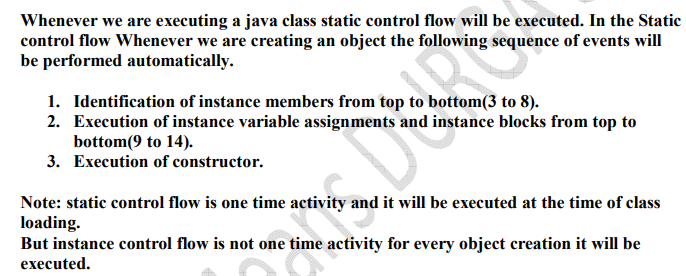 Whenever we are executing a java class static control flow will be executed. In the Static
control flow Whenever we are creating an object the following sequence of events will
be performed automatically.
1. Identification of instance members from top to bottom(3 to 8).
2. Execution of instance variable assignments and instance blocks from top to
bottom(9 to 14).
3. Execution of constructor.
Note: static control flow is one time activity and it will be executed at the time of class
loading.
But instance control flow is not one time activity for every object creation it will be
executed.